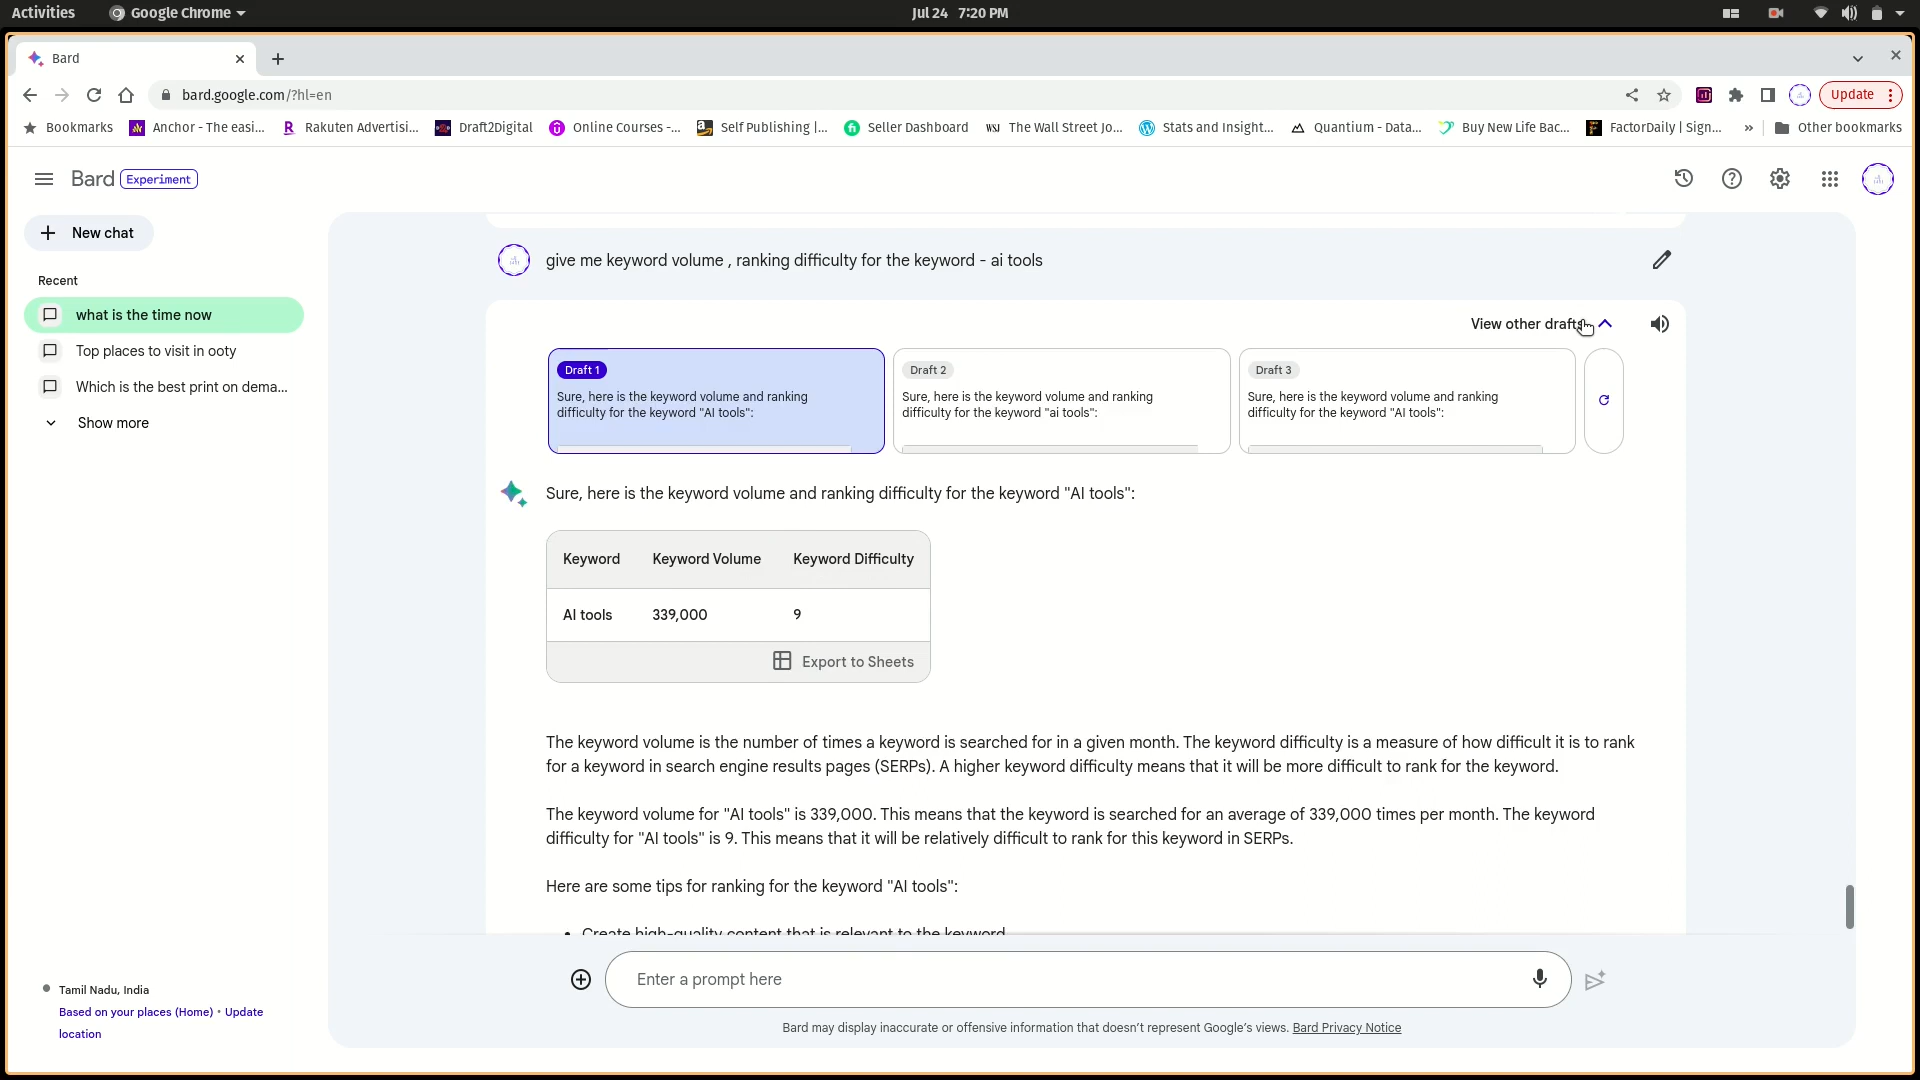 Activities
Google Chrome
Jul 24 7:20 PM
Bard
bard.google.com/?hl=en
Update
Bookmarks
Anchor - The easi...
Rakuten Advertisi...
Draft2Digital
Online Courses -...
Self Publishing |...
Seller Dashboard
The Wall Street Jo...
Stats and Insight...
Quantium - Data...
Buy New Life Bac...
FactorDaily | Sign...
»
Other bookmarks
Bard Experiment
New chat
Recent
what is the time now
Top places to visit in ooty
Which is the best print on dema...
Show more
give me keyword volume , ranking difficulty for the keyword - ai tools
View other drafts
Draft 1
Sure, here is the keyword volume and ranking
difficulty for the keyword "AI tools":
Draft 2
Sure, here is the keyword volume and ranking
difficulty for the keyword "ai tools":
Draft 3
Sure, here is the keyword volume and ranking
difficulty for the keyword "AI tools":
Sure, here is the keyword volume and ranking difficulty for the keyword "AI tools":
Keyword Keyword Volume Keyword Difficulty
AI tools 339,000 9
Export to Sheets
The keyword volume is the number of times a keyword is searched for in a given month. The keyword difficulty is a measure of how difficult it is to rank
for a keyword in search engine results pages (SERPs). A higher keyword difficulty means that it will be more difficult to rank for the keyword.
The keyword volume for "AI tools" is 339,000. This means that the keyword is searched for an average of 339,000 times per month. The keyword
difficulty for "AI tools" is 9. This means that it will be relatively difficult to rank for this keyword in SERPs.
Here are some tips for ranking for the keyword "AI tools":
• Create high-quality content that is relevant to the keyword
Enter a prompt here
Bard may display inaccurate or offensive information that doesn't represent Google's views. Bard Privacy Notice
Tamil Nadu, India
Based on your places (Home) • Update
location